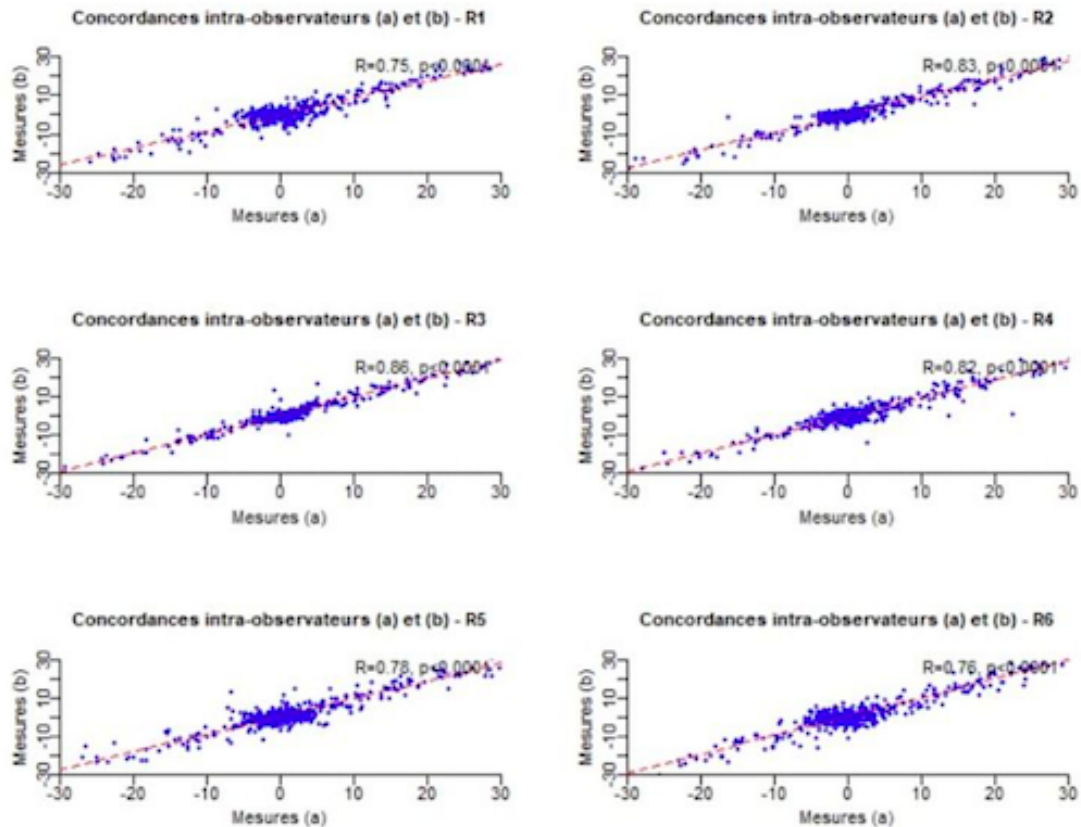 Concordances intra-observateurs (a) et (b) - R1
R=0.75, p<0.0001
Mesures (b)
30
10
-10
-30
-30 -20 -10 0 10 20 30
Mesures (a)
Concordances intra-observateurs (a) et (b) - R2
R=0.83, p<0.0001
Mesures (b)
30
10
-10
-30
-30 -20 -10 0 10 20 30
Mesures (a)
Concordances intra-observateurs (a) et (b) - R3
R=0.86, p<0.0001
Mesures (b)
30
10
-10
-30
-30 -20 -10 0 10 20 30
Mesures (a)
Concordances intra-observateurs (a) et (b) - R4
R=0.82, p<0.0001
Mesures (b)
30
10
-10
-30
-30 -20 -10 0 10 20 30
Mesures (a)
Concordances intra-observateurs (a) et (b) - R5
R=0.78, p<0.0001
Mesures (b)
30
10
-10
-30
-30 -20 -10 0 10 20 30
Mesures (a)
Concordances intra-observateurs (a) et (b) - R6
R=0.76, p<0.0001
Mesures (b)
30
10
-10
-30
-30 -20 -10 0 10 20 30
Mesures (a)